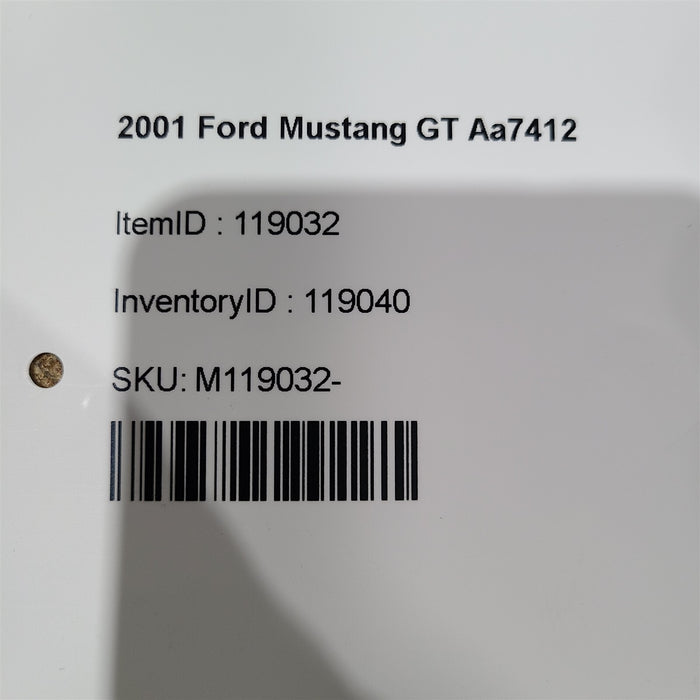 2001 Ford Mustang GT Aa7412
ItemID : 119032
InventoryID : 119040
SKU: M119032-